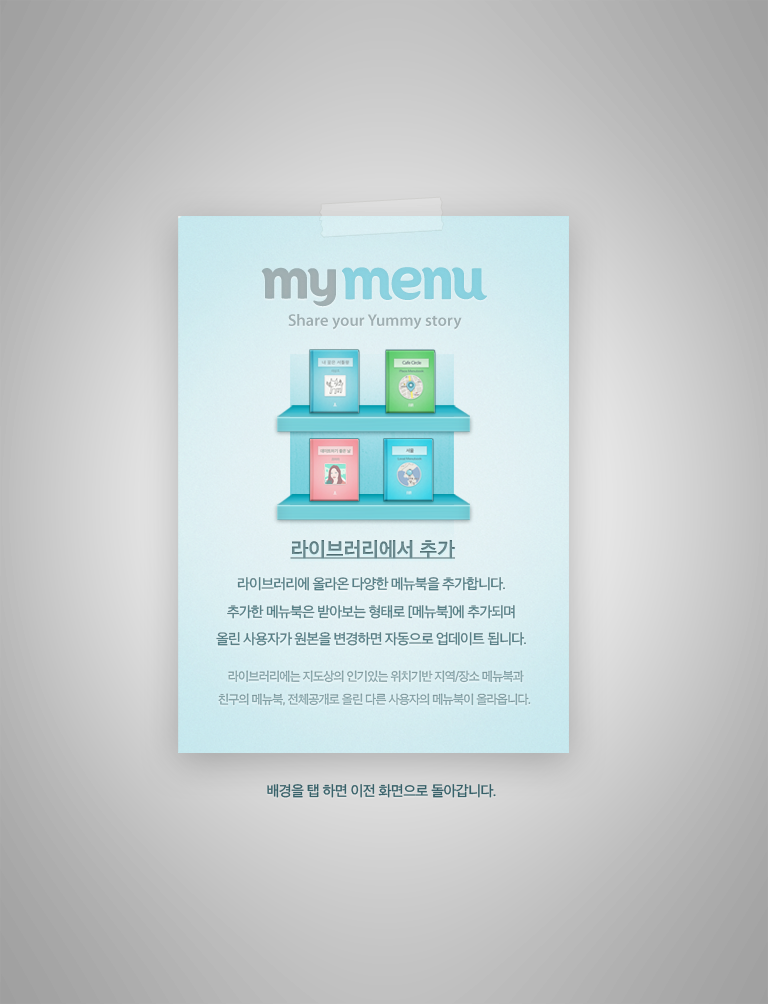 mymenu
Share your Yummy story
Cafe Circle
서울
라이브러리에서 추가
라이브러리에 올라온 다양한 메뉴북을 추가합니다.
추가한 메뉴북은 받아보는 형태로 [메뉴북]에 추가되며
올린 사용자가 원본을 변경하면 자동으로 업데이트 됩니다.
라이브러리에는 지도상의 인기있는 위치기반 지역/장소 메뉴북과
친구의 메뉴북, 전체공개로 올린 다른 사용자의 메뉴북이 올라옵니다.
배경을 탭 하면 이전 화면으로 돌아갑니다.